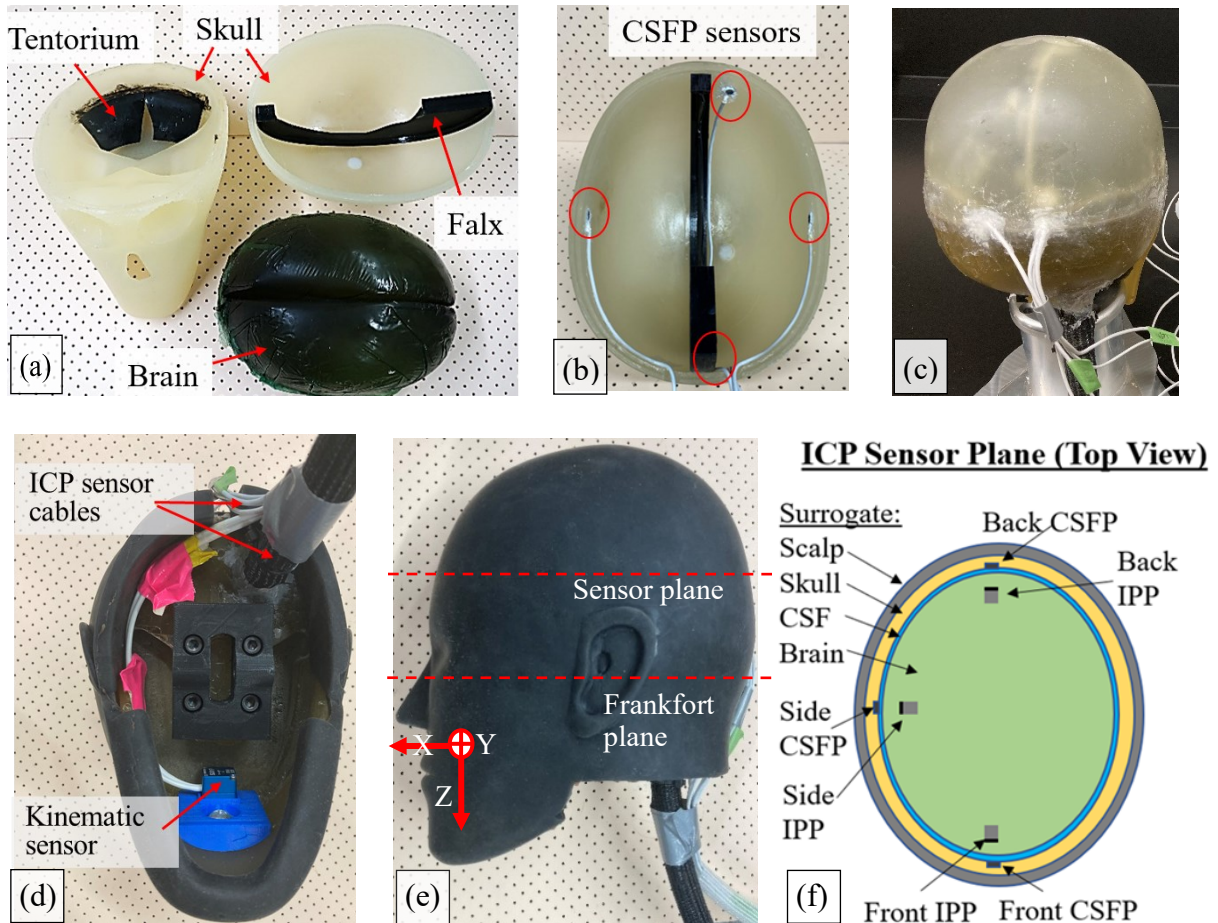 Tentorium
Skull
Falx
Brain
(a)
CSFP sensors
(b)
(c)
ICP sensor
cables
Kinematic
sensor
(d)
Sensor plane
Frankfort
plane
X
Y
Z
(e)
ICP Sensor Plane (Top View)
Surrogate:
Scalp
Skull
CSF
Brain
Side
CSFP
Side
IPP
Back CSFP
Back
IPP
Front IPP
Front CSFP
(f)